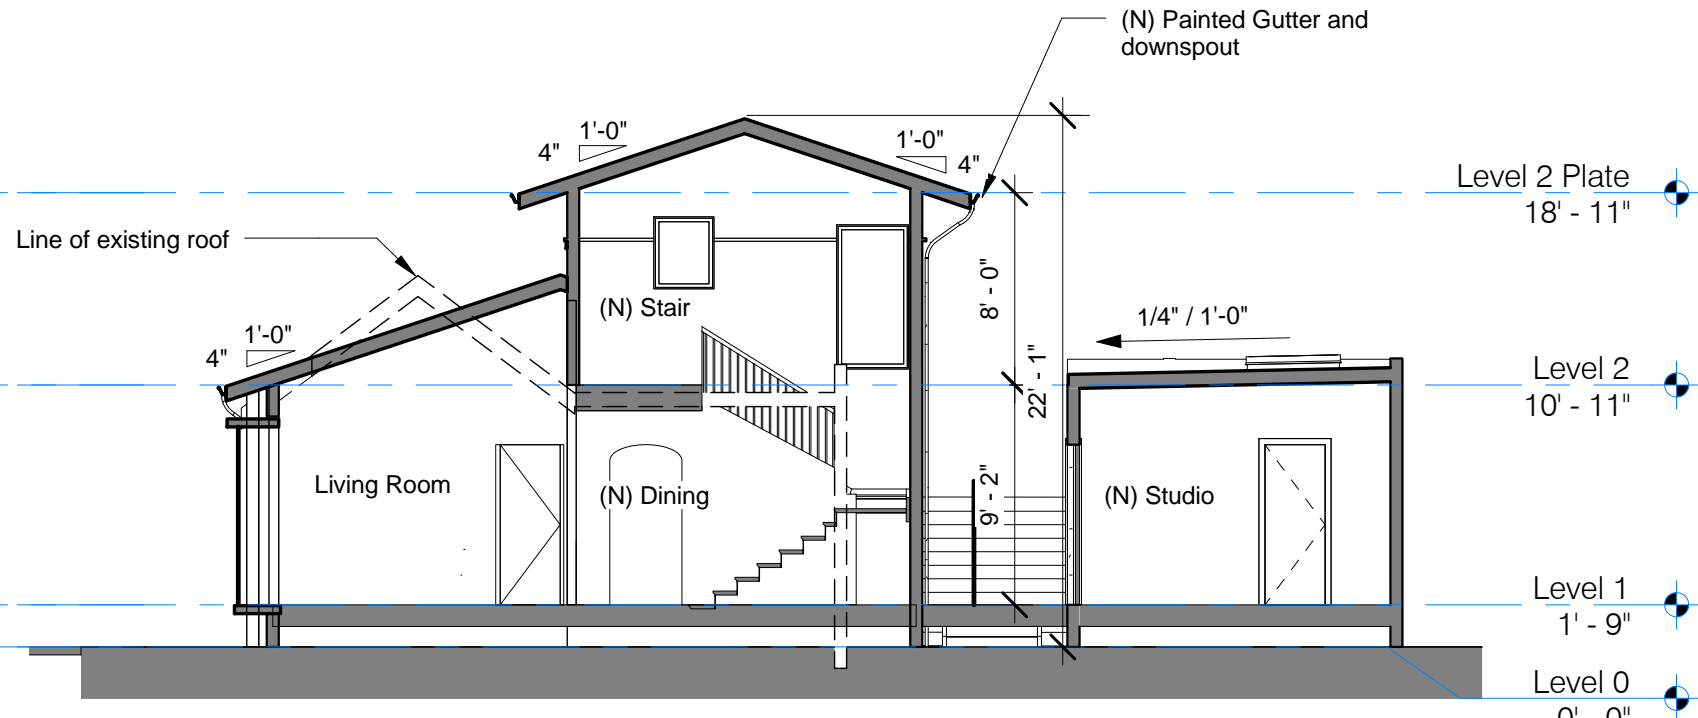 (N) Painted Gutter and
downspout
1'-0"
4"
1'-0"
4"
Level 2 Plate
18' - 11"
Line of existing roof
8' - 0"
(N) Stair
1/4" / 1'-0"
1'-0"
4"
22' - 1"
Level 2
10' - 11"
Living Room
(N) Dining
9' - 2"
(N) Studio
Level 1
1' - 9"
Level 0
0' - 0"